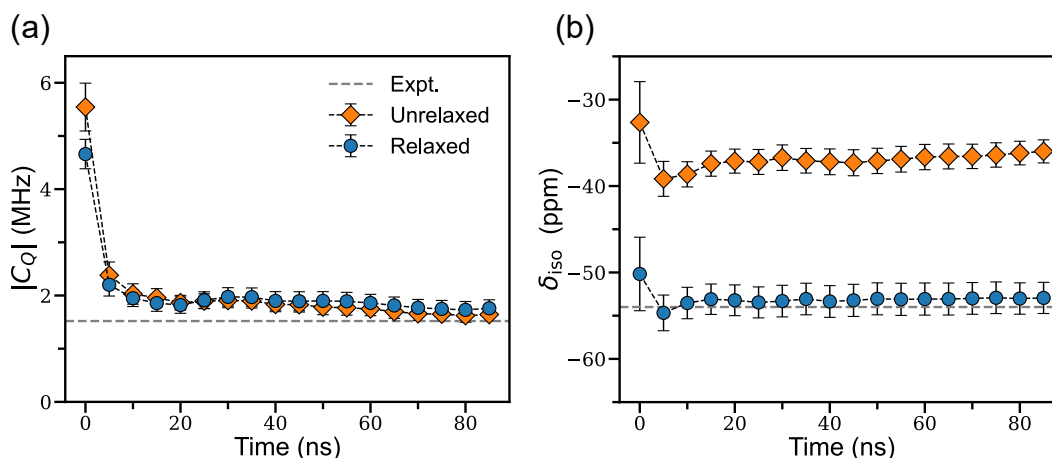 (a)
|C_Q| (MHz)
6
4
2
0
Expt.
Unrelaxed
Relaxed
0 20 40 60 80
Time (ns)
(b)
δ_iso (ppm)
−30
−40
−50
−60
0 20 40 60 80
Time (ns)